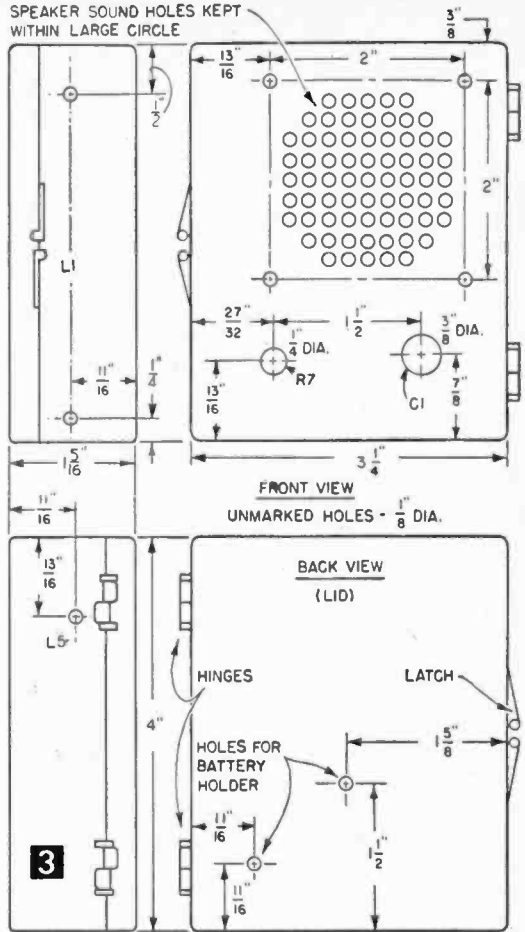 SPEAKER SOUND HOLES KEPT
WITHIN LARGE CIRCLE
3/8"
13/16"
2"
1/2"
2"
L1
27/32"
1 1/2"
1/4" DIA.
3/8" DIA.
11/16"
1/4"
13/16"
R7
C1
7/8"
1 5/16"
3 1/4"
FRONT VIEW
UNMARKED HOLES - 1/8" DIA.
11/16"
13/16"
L5
BACK VIEW
(LID)
HINGES
LATCH
4"
1 5/8"
HOLES FOR
BATTERY
HOLDER
11/16"
11/16"
1 1/2"
3